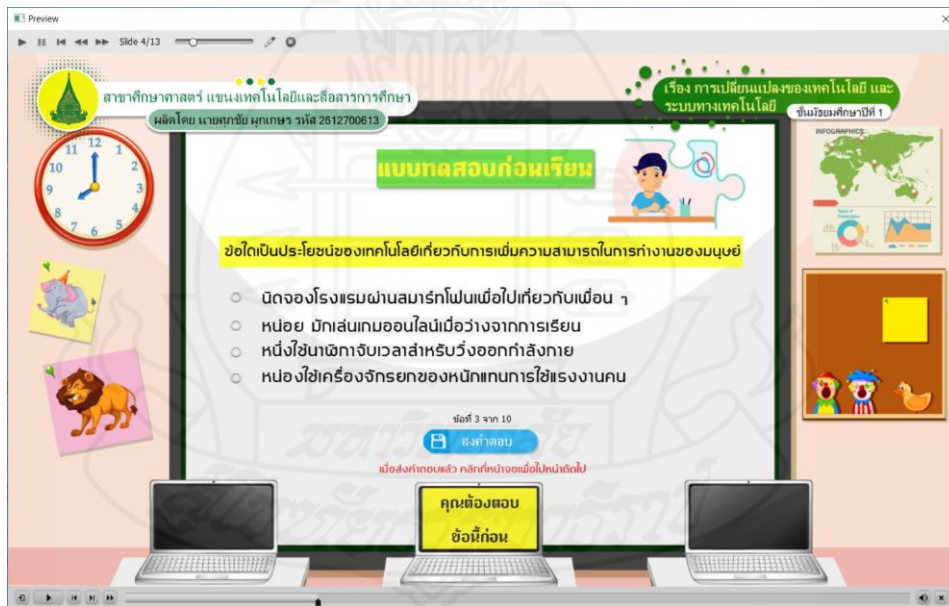 Preview
Slide 4/13
สาขาศึกษาศาสตร์ แขนงเทคโนโลยีและสื่อสารการศึกษา
ผลิตโดย นายศุภชัย ผุกเกษร รหัส 2612700613
เรื่อง การเปลี่ยนแปลงของเทคโนโลยี และ
ระบบทางเทคโนโลยี
ชั้นมัธยมศึกษาปีที่ 1
12
1
2
3
4
5
6
7
8
9
10
11
INFOGRAPHICS
แบบทดสอบก่อนเรียน
ข้อใดเป็นประโยชน์ของเทคโนโลยีเกี่ยวกับการเพิ่มความสามารถในการทำงานของมนุษย์
นิดจองโรงแรมผ่านสมาร์ทโฟนเพื่อไปเที่ยวกับเพื่อน ๆ
หน่อย มักเล่นเกมออนไลน์เมื่อว่างจากการเรียน
หนึ่งใช้นาฬิกาจับเวลาสำหรับวิ่งออกกำลังกาย
หน่องใช้เครื่องจักรยกของหนักแทนการใช้แรงงานคน
ข้อที่ 3 จาก 10
ส่งคำตอบ
เมื่อส่งคำตอบแล้ว คลิกที่หน้าจอเพื่อไปหน้าถัดไป
คุณต้องตอบ
ข้อนี้ก่อน